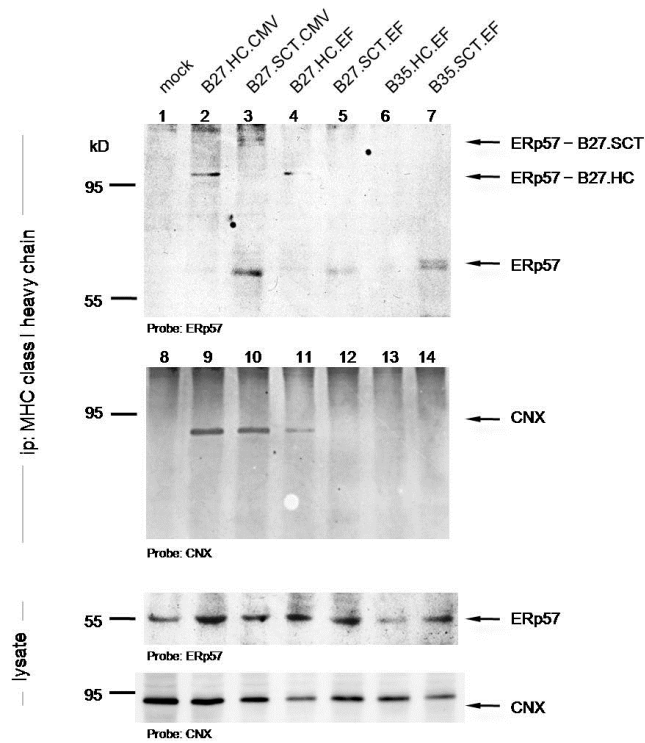 mock
B27.HC.CMV
B27.SCT.CMV
B27.HC.EF
B27.SCT.EF
B35.HC.EF
B35.SCT.EF
1 2 3 4 5 6 7
kD
ERp57 – B27.SCT
95
ERp57 – B27.HC
ERp57
55
Probe: ERp57
ip: MHC class I heavy chain
8 9 10 11 12 13 14
95
CNX
Probe: CNX
lysate
55
ERp57
Probe: ERp57
95
CNX
Probe: CNX